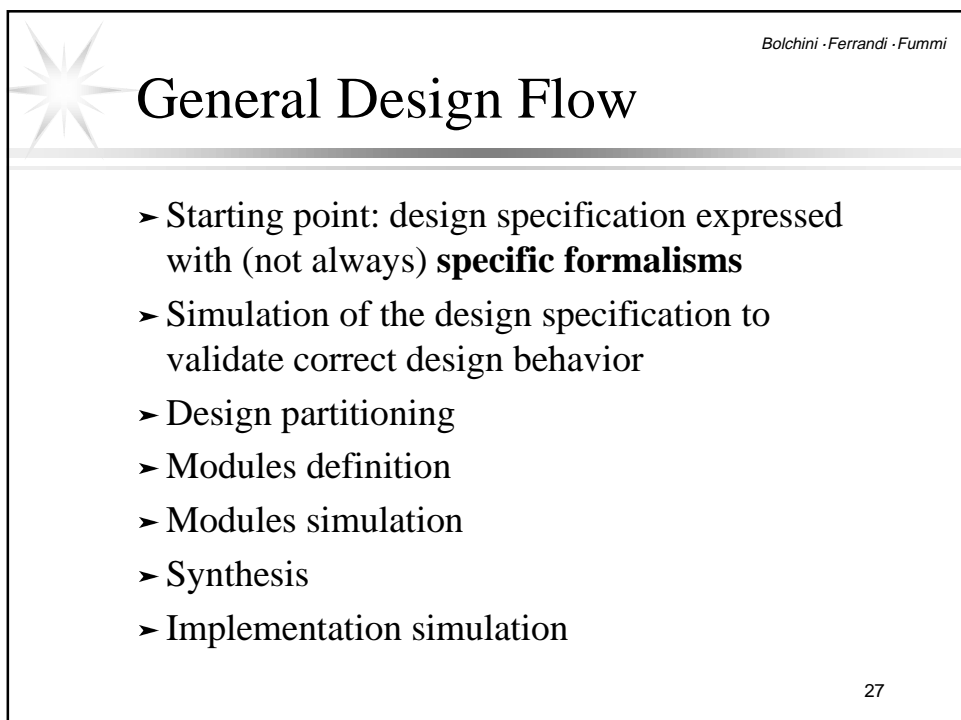 Bolchini · Ferrandi · Fummi
General Design Flow
➤ Starting point: design specification expressed
with (not always) specific formalisms
➤ Simulation of the design specification to
validate correct design behavior
➤ Design partitioning
➤ Modules definition
➤ Modules simulation
➤ Synthesis
➤ Implementation simulation
27